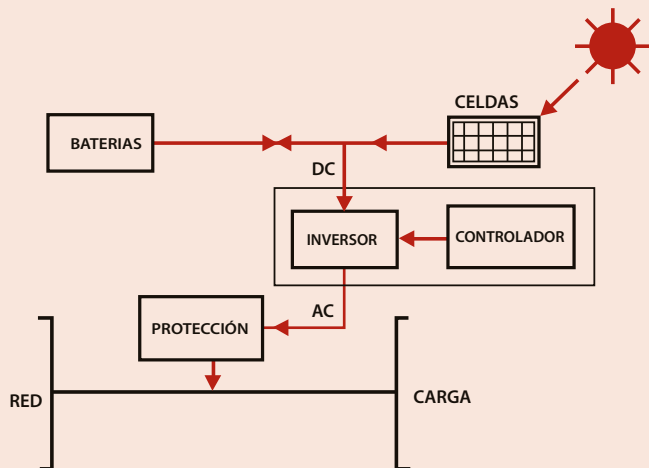 CELDAS
BATERIAS
DC
INVERSOR
CONTROLADOR
AC
PROTECCIÓN
RED
CARGA